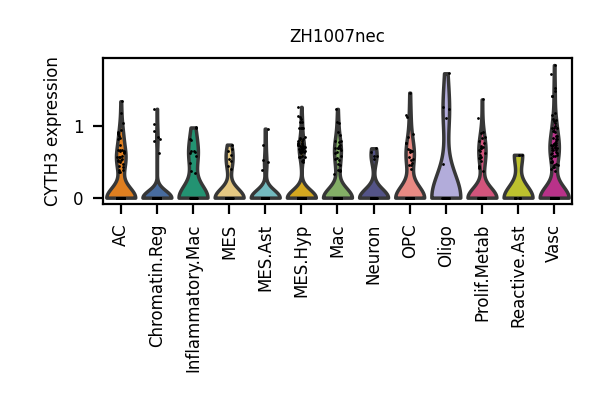 ZH1007nec
CYTH3 expression
1
0
AC
Chromatin.Reg
Inflammatory.Mac
MES
MES.Ast
MES.Hyp
Mac
Neuron
OPC
Oligo
Prolif.Metab
Reactive.Ast
Vasc